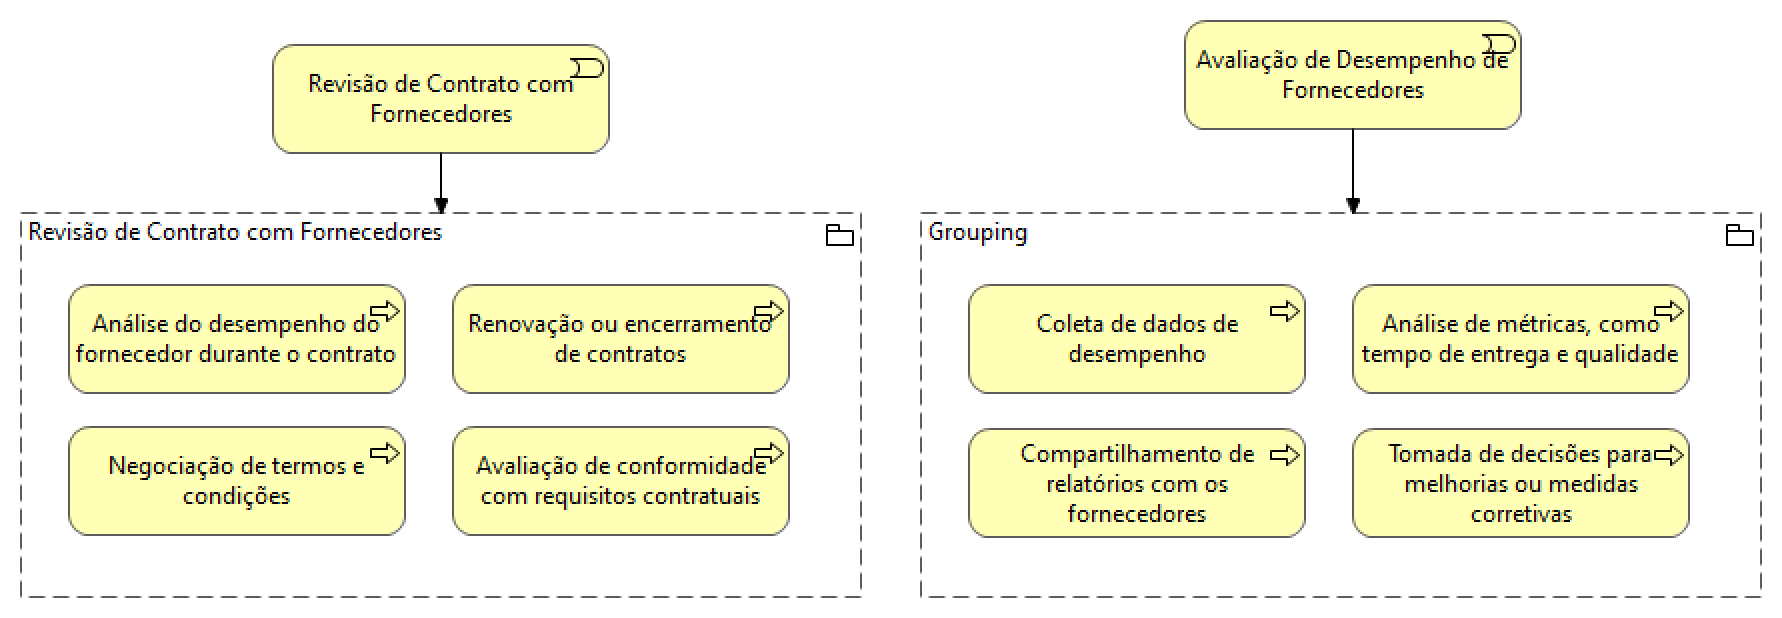 Revisão de Contrato com
Fornecedores
Revisão de Contrato com Fornecedores
Análise do desempenho do
fornecedor durante o contrato
Renovação ou encerramento
de contratos
Negociação de termos e
condições
Avaliação de conformidade
com requisitos contratuais
Avaliação de Desempenho de
Fornecedores
Grouping
Coleta de dados de
desempenho
Análise de métricas, como
tempo de entrega e qualidade
Compartilhamento de
relatórios com os
fornecedores
Tomada de decisões para
melhorias ou medidas
corretivas